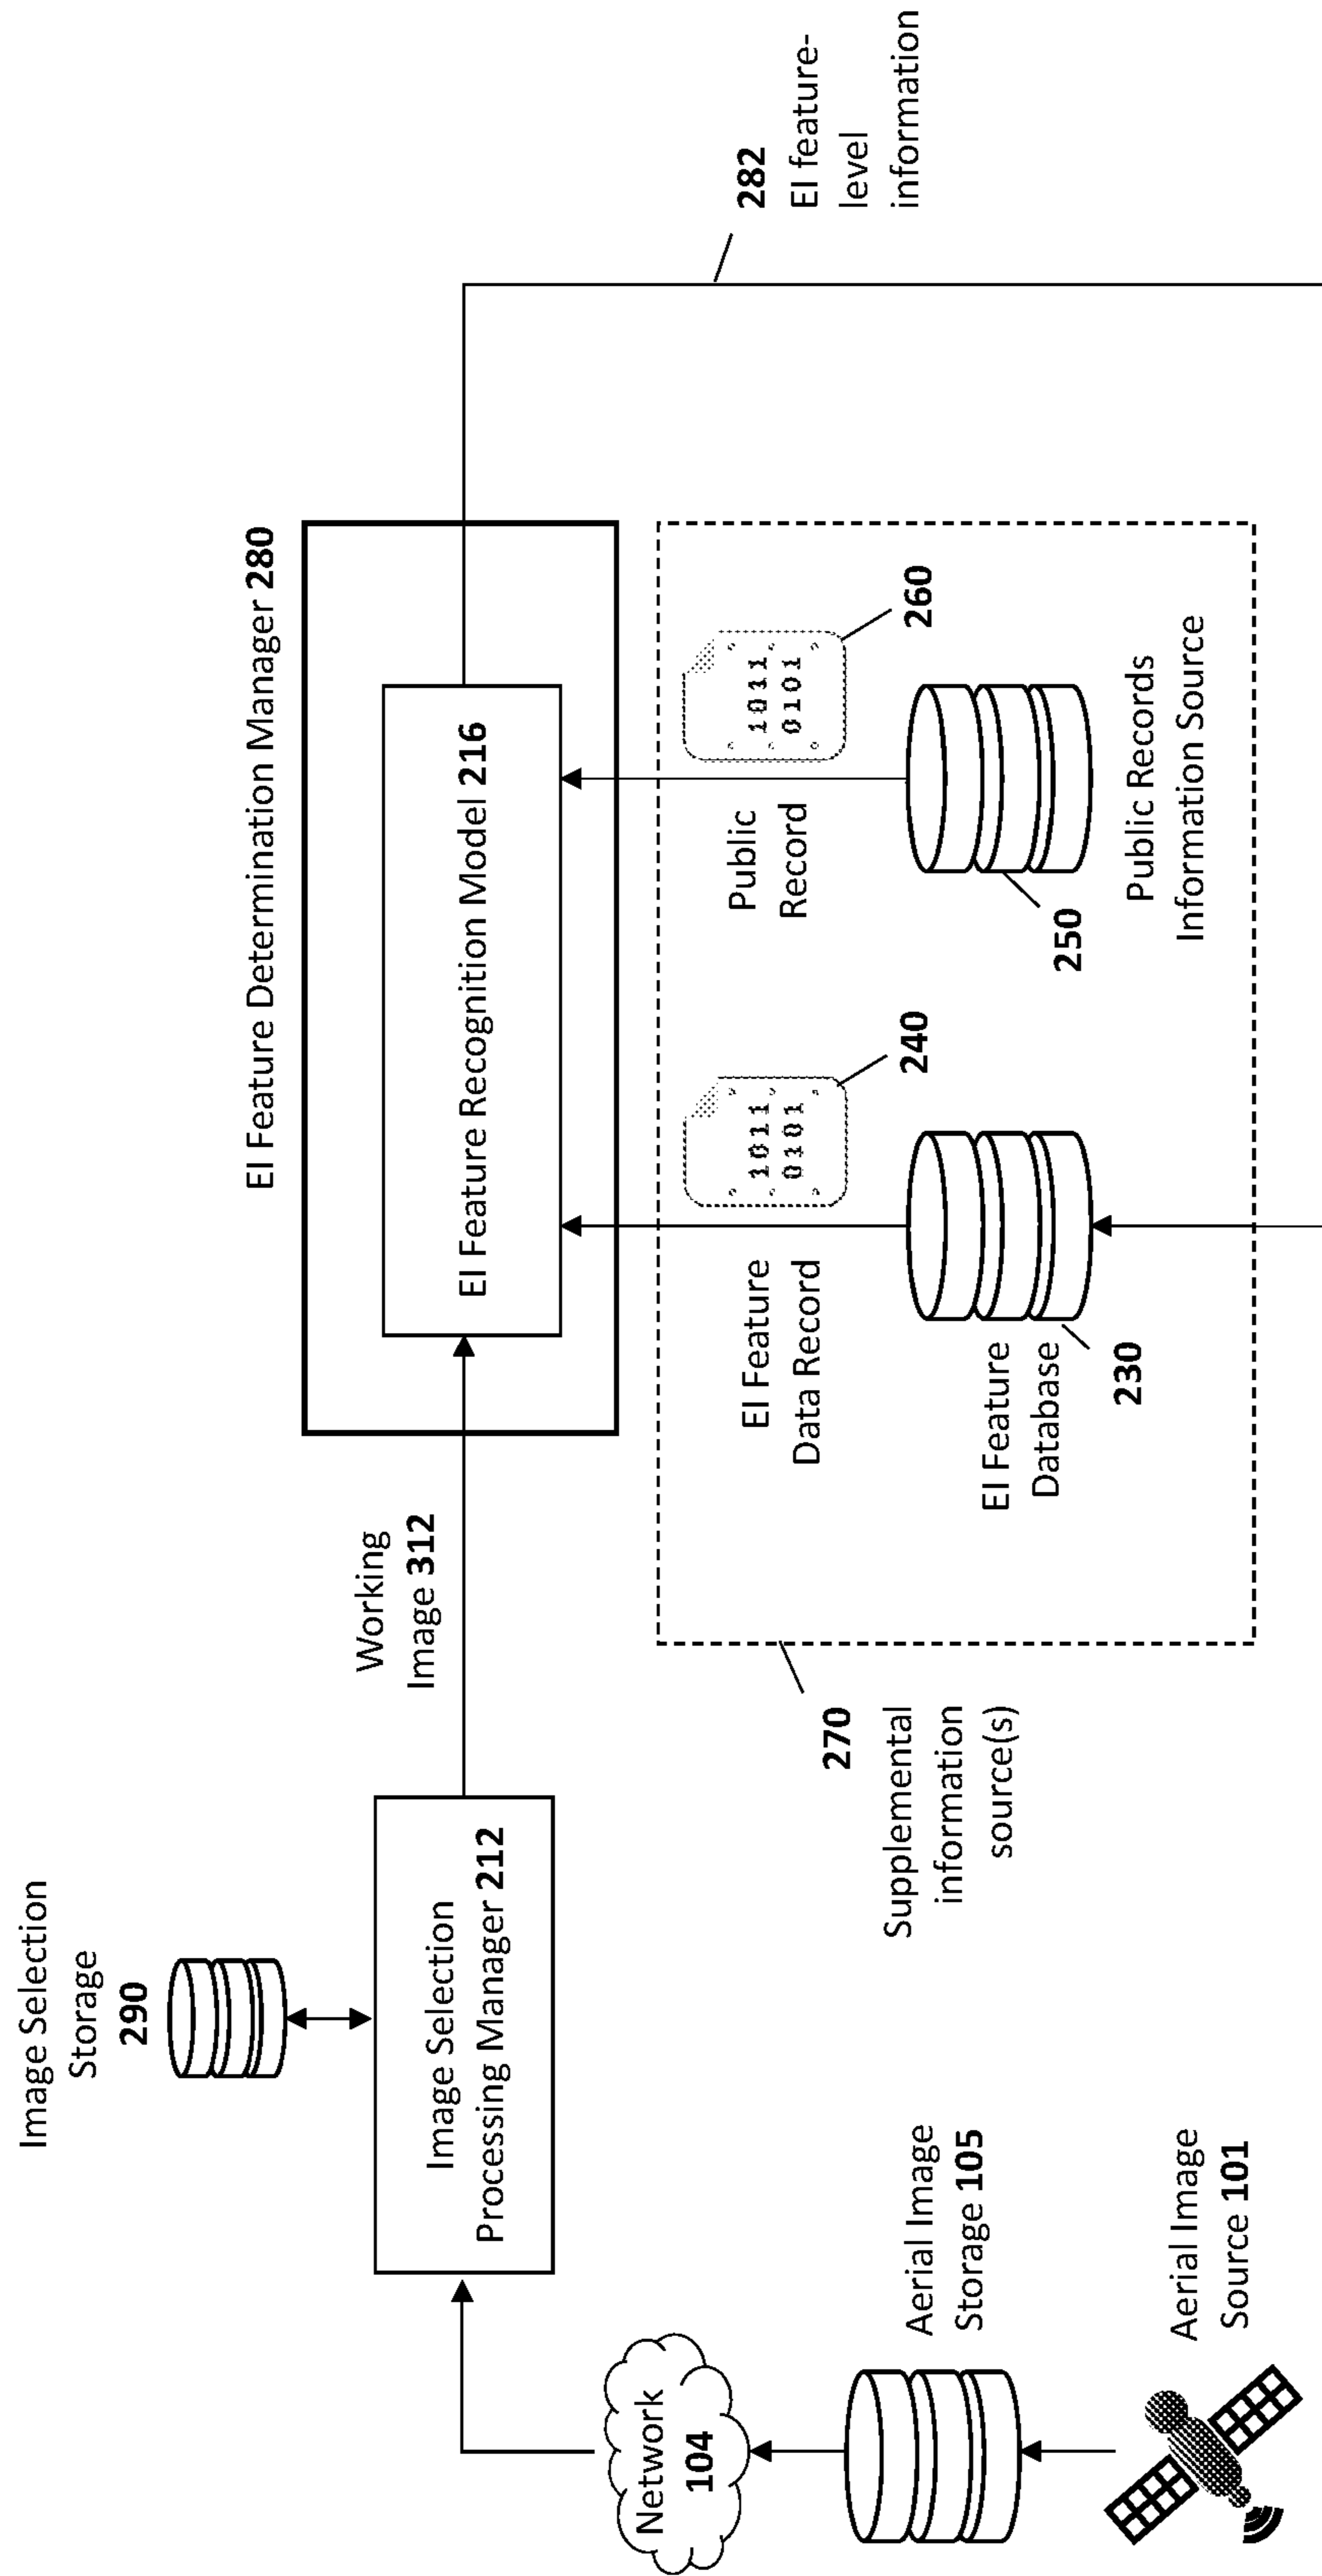 Image Selection
Storage
290
Image Selection
Processing Manager 212
Network
104
Aerial Image
Storage 105
Aerial Image
Source 101
Working
Image 312
EI Feature Determination Manager 280
EI Feature Recognition Model 216
282
EI feature-
level
information
270
Supplemental
information
source(s)
EI Feature
Data Record
1011
0101
240
EI Feature
Database
230
Public
Record
1011
0101
260
250
Public Records
Information Source